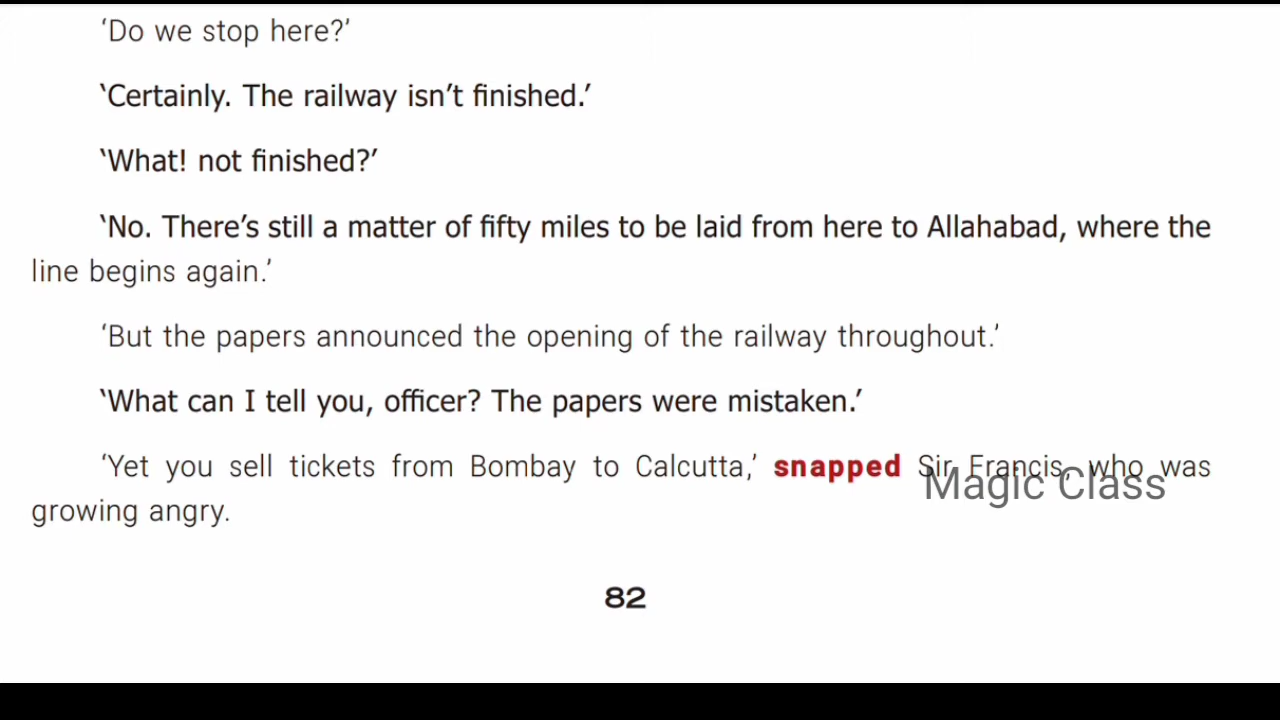 ‘Do we stop here?’
‘Certainly. The railway isn’t finished.’
‘What! not finished?’
‘No. There’s still a matter of fifty miles to be laid from here to Allahabad, where the
line begins again.’
‘But the papers announced the opening of the railway throughout.’
‘What can I tell you, officer? The papers were mistaken.’
‘Yet you sell tickets from Bombay to Calcutta,’ snapped Sir Francis, who was
growing angry.
Magic Class
82